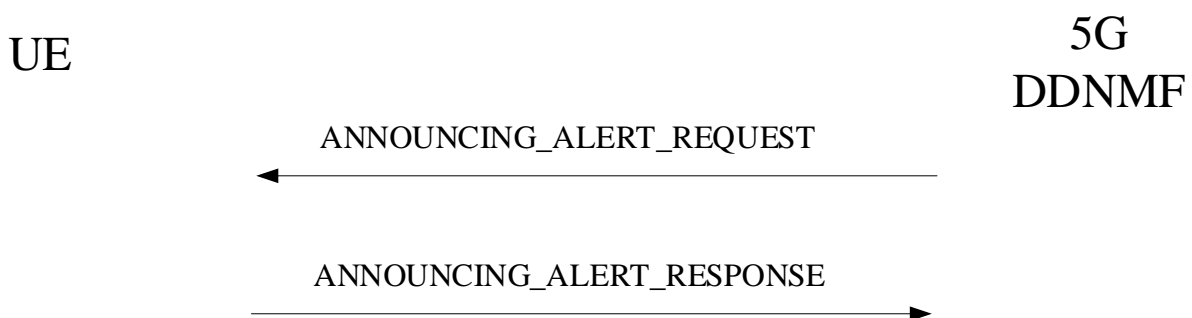 UE
5G
DDNMF
ANNOUNCING_ALERT_REQUEST
ANNOUNCING_ALERT_RESPONSE